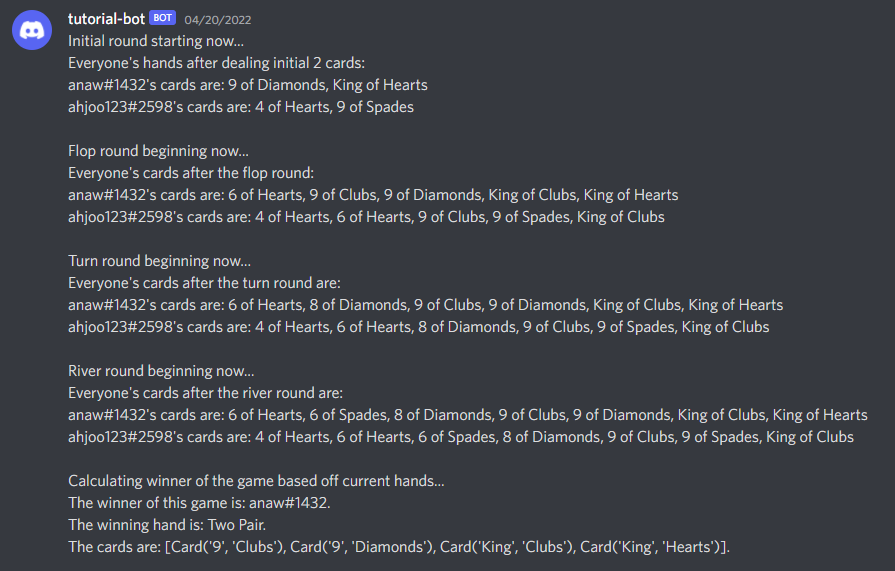 tutorial-bot BOT 04/20/2022
Initial round starting now...
Everyone's hands after dealing initial 2 cards:
anaw#1432's cards are: 9 of Diamonds, King of Hearts
ahjoo123#2598's cards are: 4 of Hearts, 9 of Spades
Flop round beginning now...
Everyone's cards after the flop round:
anaw#1432's cards are: 6 of Hearts, 9 of Clubs, 9 of Diamonds, King of Clubs, King of Hearts
ahjoo123#2598's cards are: 4 of Hearts, 6 of Hearts, 9 of Clubs, 9 of Spades, King of Clubs
Turn round beginning now...
Everyone's cards after the turn round are:
anaw#1432's cards are: 6 of Hearts, 8 of Diamonds, 9 of Clubs, 9 of Diamonds, King of Clubs, King of Hearts
ahjoo123#2598's cards are: 4 of Hearts, 6 of Hearts, 8 of Diamonds, 9 of Clubs, 9 of Spades, King of Clubs
River round beginning now...
Everyone's cards after the river round are:
anaw#1432's cards are: 6 of Hearts, 6 of Spades, 8 of Diamonds, 9 of Clubs, 9 of Diamonds, King of Clubs, King of Hearts
ahjoo123#2598's cards are: 4 of Hearts, 6 of Hearts, 6 of Spades, 8 of Diamonds, 9 of Clubs, 9 of Spades, King of Clubs
Calculating winner of the game based off current hands...
The winner of this game is: anaw#1432.
The winning hand is: Two Pair.
The cards are: [Card('9', 'Clubs'), Card('9', 'Diamonds'), Card('King', 'Clubs'), Card('King', 'Hearts')].